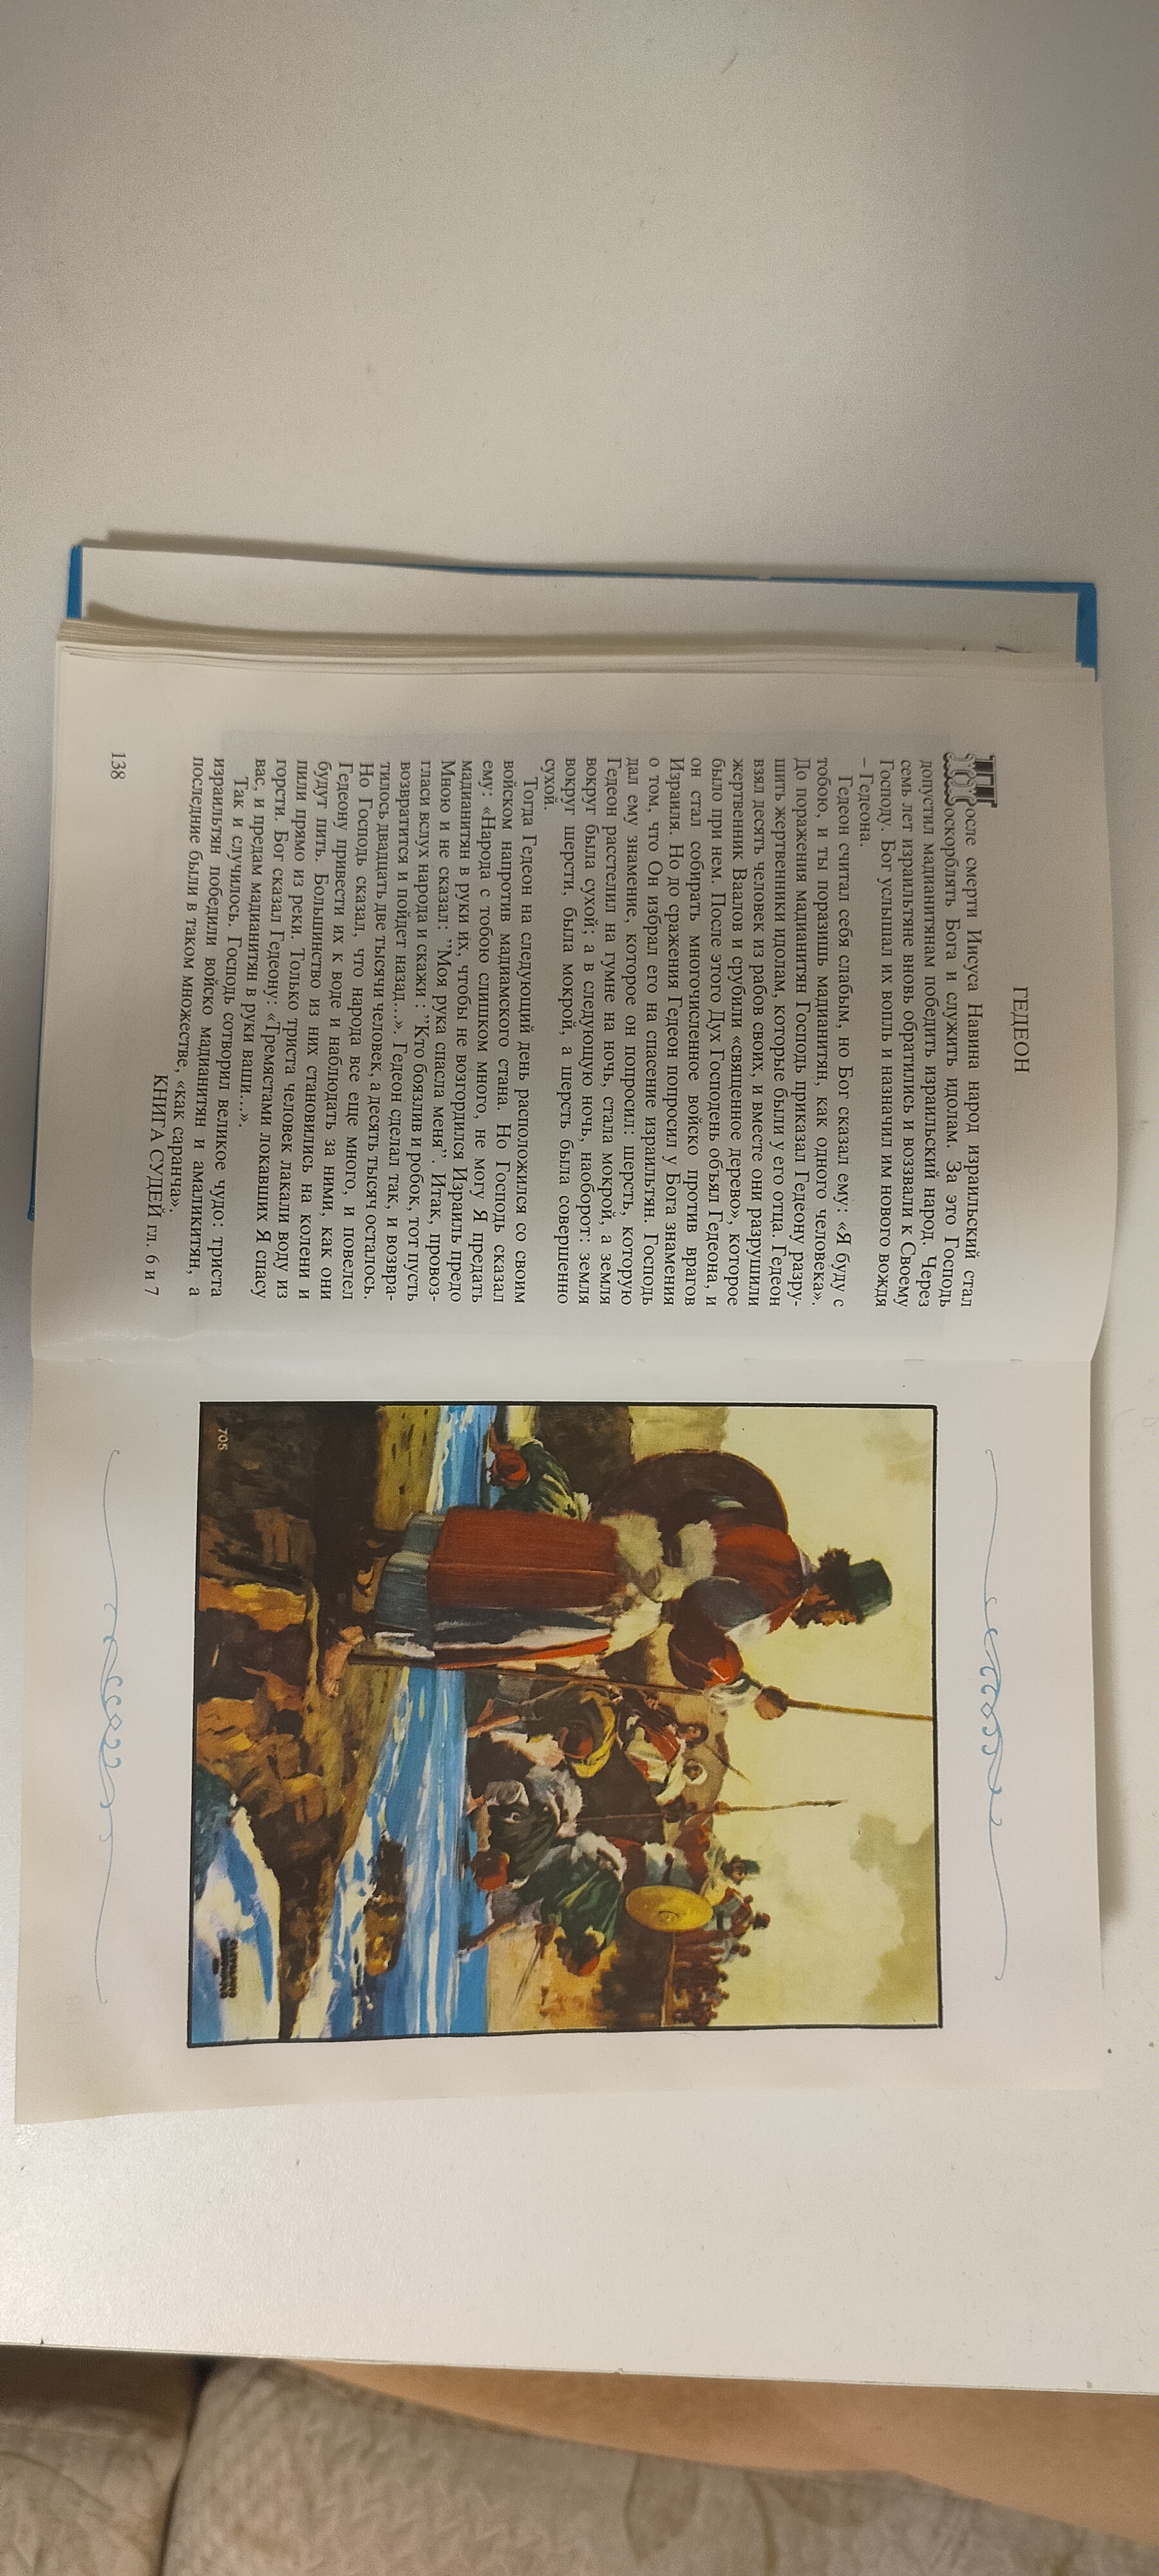 ГЕДЕОН
После смерти Иисуса Навина народ израильский стал
оскорблять Бога и служить идолам. За это Господь
допустил мадианитянам победить израильский народ. Через
семь лет израильтяне вновь обратились и воззвали к Своему
Господу. Бог услышал их вопль и назначил им нового вождя
– Гедеона.
Гедеон считал себя слабым, но Бог сказал ему: «Я буду с
тобою, и ты поразишь мадианитян, как одного человека».
До поражения мадианитян Господь приказал Гедеону разру-
шить жертвенники идолам, которые были у его отца. Гедеон
взял десять человек из рабов своих, и вместе они разрушили
жертвенник Ваалов и срубили «священное дерево», которое
было при нем. После этого Дух Господень объял Гедеона, и
он стал собирать многочисленное войско против врагов
Израиля. Но до сражения Гедеон попросил у Бога знамения
о том, что Он избрал его на спасение израильтян. Господь
дал ему знамение, которое он попросил: шерсть, которую
Гедеон расстелил на гумне на ночь, стала мокрой, а земля
вокруг была сухой; а в следующую ночь, наоборот: земля
вокруг шерсти, была мокрой, а шерсть была совершенно
сухой.
Тогда Гедеон на следующий день расположился со своим
войском напротив мадиамского стана. Но Господь сказал
ему: «Народа с тобою слишком много, не могу Я предать
мадианитян в руки их, чтобы не возгордился Израиль предо
Мною и не сказал: ”Моя рука спасла меня”. Итак, провоз-
гласи вслух народа и скажи :”Кто боязлив и робок, тот пусть
возвратится и пойдет назад...». Гедеон сделал так, и возвра-
тилось двадцать две тысячи человек, а десять тысяч осталось.
Но Господь сказал, что народа все еще много, и повелел
Гедеону привести их к воде и наблюдать за ними, как они
будут пить. Большинство из них становились на колени и
пили прямо из реки. Только триста человек лакали воду из
горсти. Бог сказал Гедеону: «Тремястами локавших Я спасу
вас, и предам мадианитян в руки ваши...».
Так и случилось. Господь сотворил великое чудо: триста
израильтян победили войско мадианитян и амаликитян, а
последние были в таком множестве, «как саранча».
КНИГА СУДЕЙ гл. 6 и 7
138
705